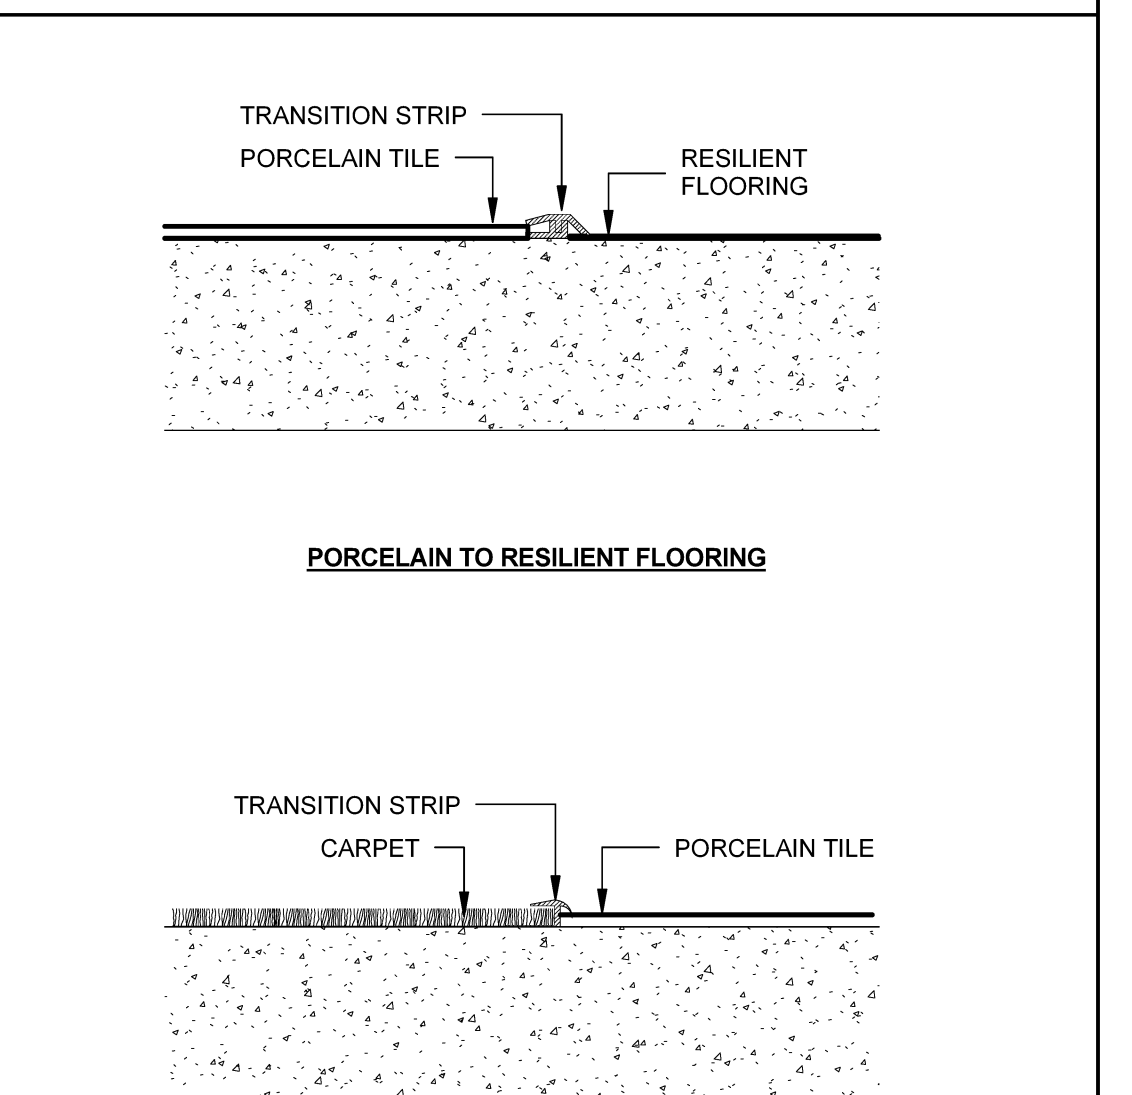 TRANSITION STRIP
PORCELAIN TILE
RESILIENT
FLOORING
PORCELAIN TO RESILIENT FLOORING
TRANSITION STRIP
CARPET
PORCELAIN TILE